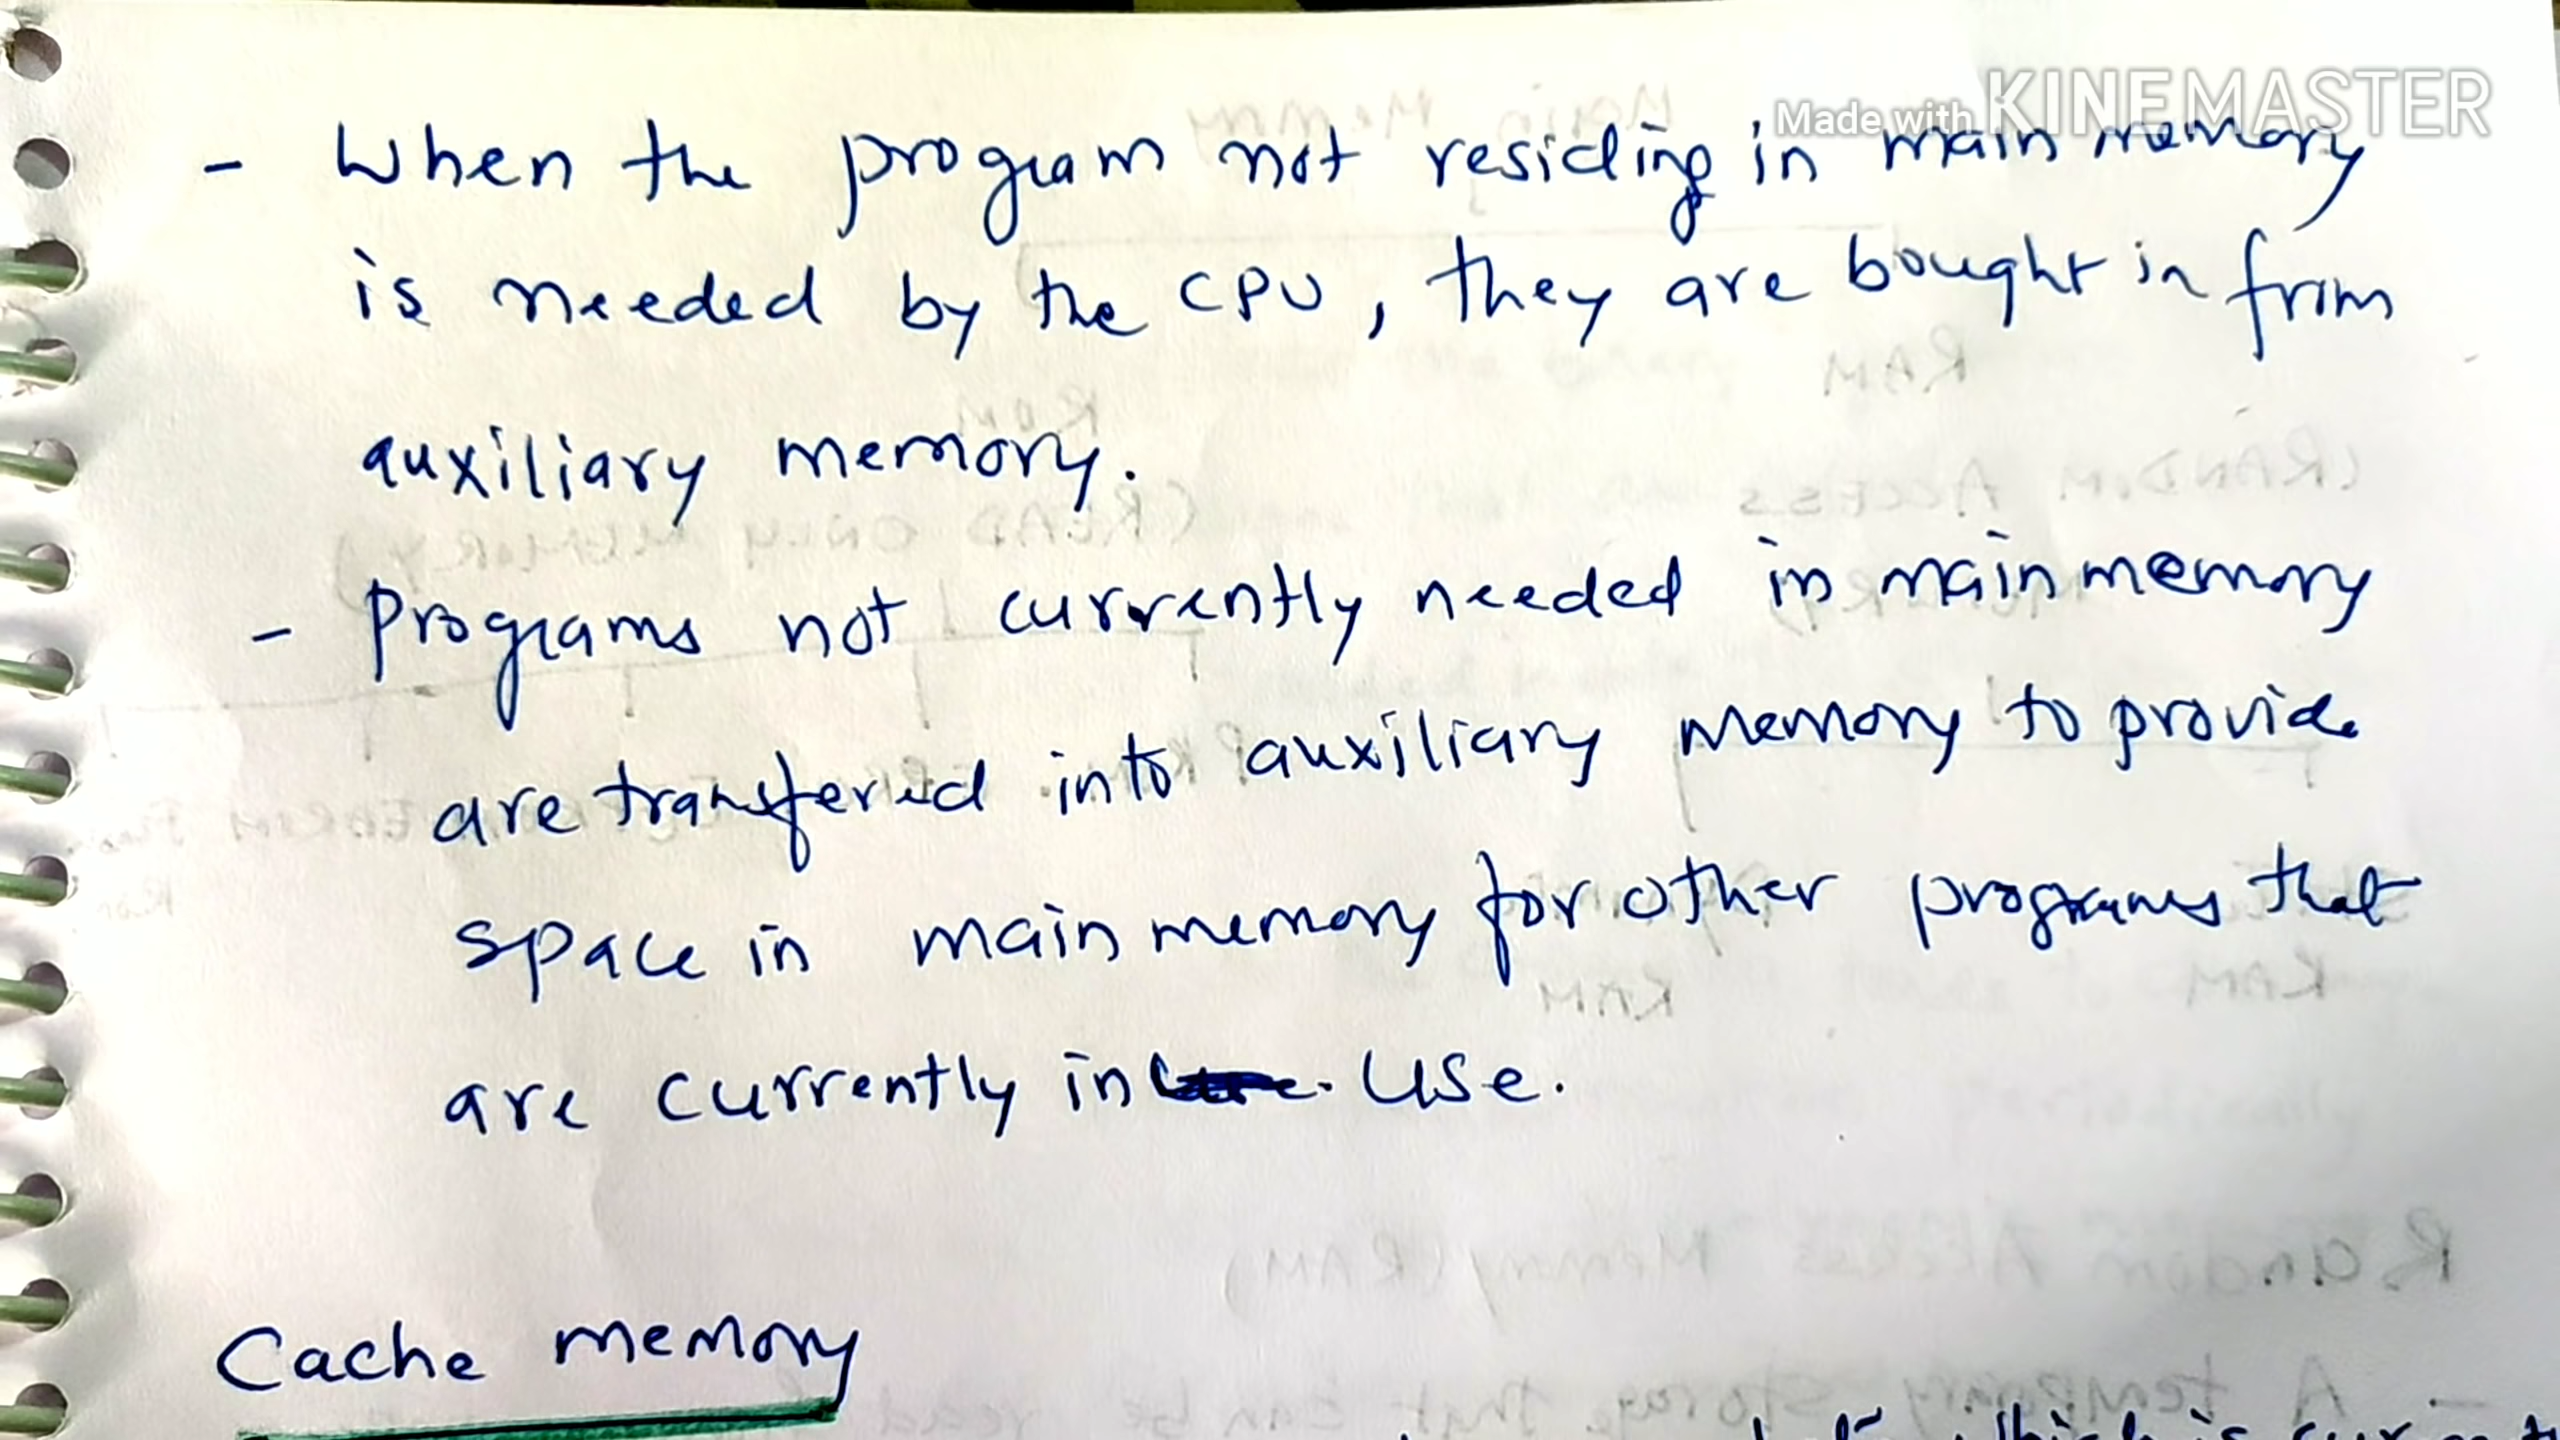 Made with KINEMASTER
- When the program not residing in main memory
is needed by the CPU, they are bought in from
auxiliary memory.
- Programs not currently needed in main memory
are transfered into auxiliary memory to provide
space in main memory for other programs that
are currently in use.
Cache memory
which is